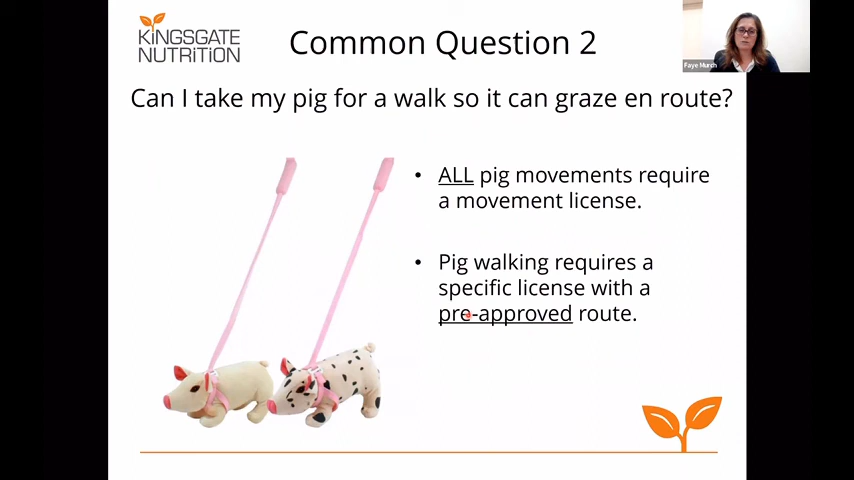 KiNGSGATE
NUTRiTiON
Common Question 2
Faye Murch
Can I take my pig for a walk so it can graze en route?
• ALL pig movements require
a movement license.
• Pig walking requires a
specific license with a
pre-approved route.